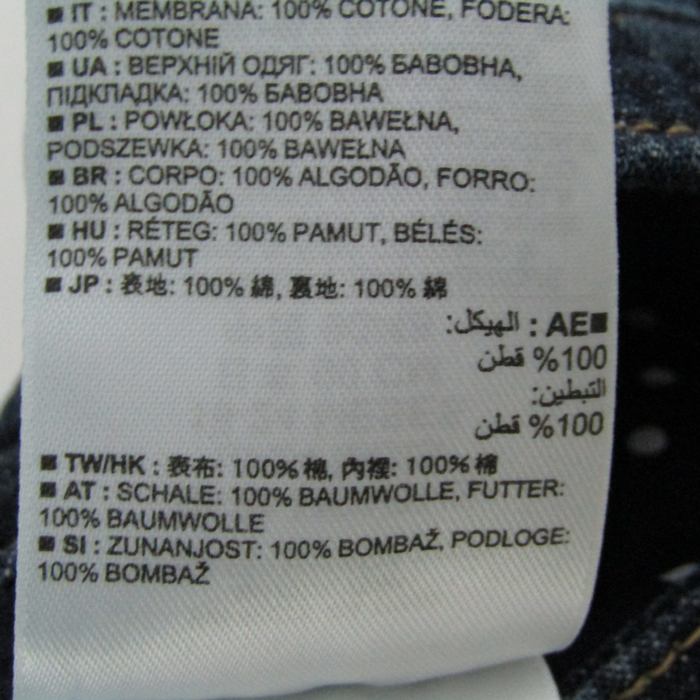 ■ IT : MEMBRANA: 100% COTONE, FODERA:
100% COTONE
■ UA : ВЕРХНІЙ ОДЯГ: 100% БАВОВНА,
ПІДКЛАДКА: 100% БАВОВНА
■ PL : POWŁOKA: 100% BAWEŁNA,
PODSZEWKA: 100% BAWEŁNA
■ BR : CORPO: 100% ALGODÃO, FORRO:
100% ALGODÃO
■ HU : RÉTEG: 100% PAMUT, BÉLÉS:
100% PAMUT
■ JP : 表地: 100% 綿, 裏地: 100% 綿
■AE : الهيكل:
100% قطن
التبطين:
100% قطن
■ TW/HK : 表布: 100% 棉, 內裡: 100% 棉
■ AT : SCHALE: 100% BAUMWOLLE, FUTTER:
100% BAUMWOLLE
■ SI : ZUNANJOST: 100% BOMBAŽ, PODLOGE:
100% BOMBAŽ